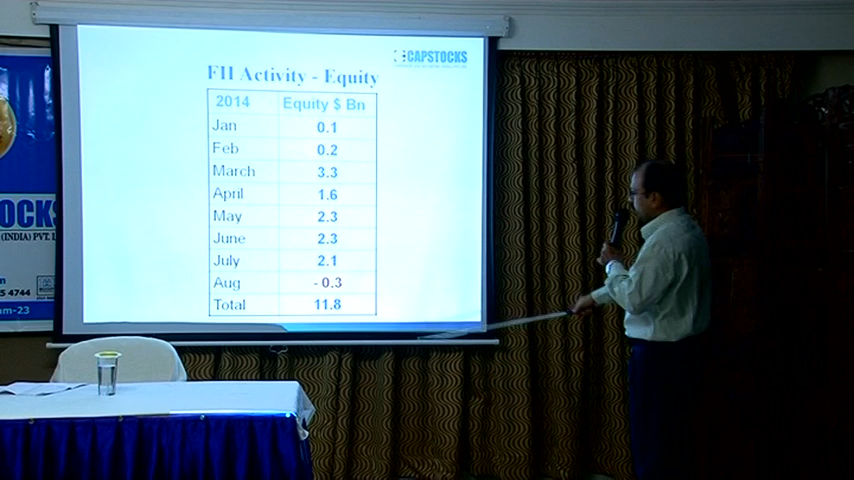 CAPSTOCKS
FII Activity - Equity
2014 Equity $ Bn
Jan 0.1
Feb 0.2
March 3.3
April 1.6
May 2.3
June 2.3
July 2.1
Aug - 0.3
Total 11.8
OCKS
(INDIA) PVT. L
5 4744
am-23